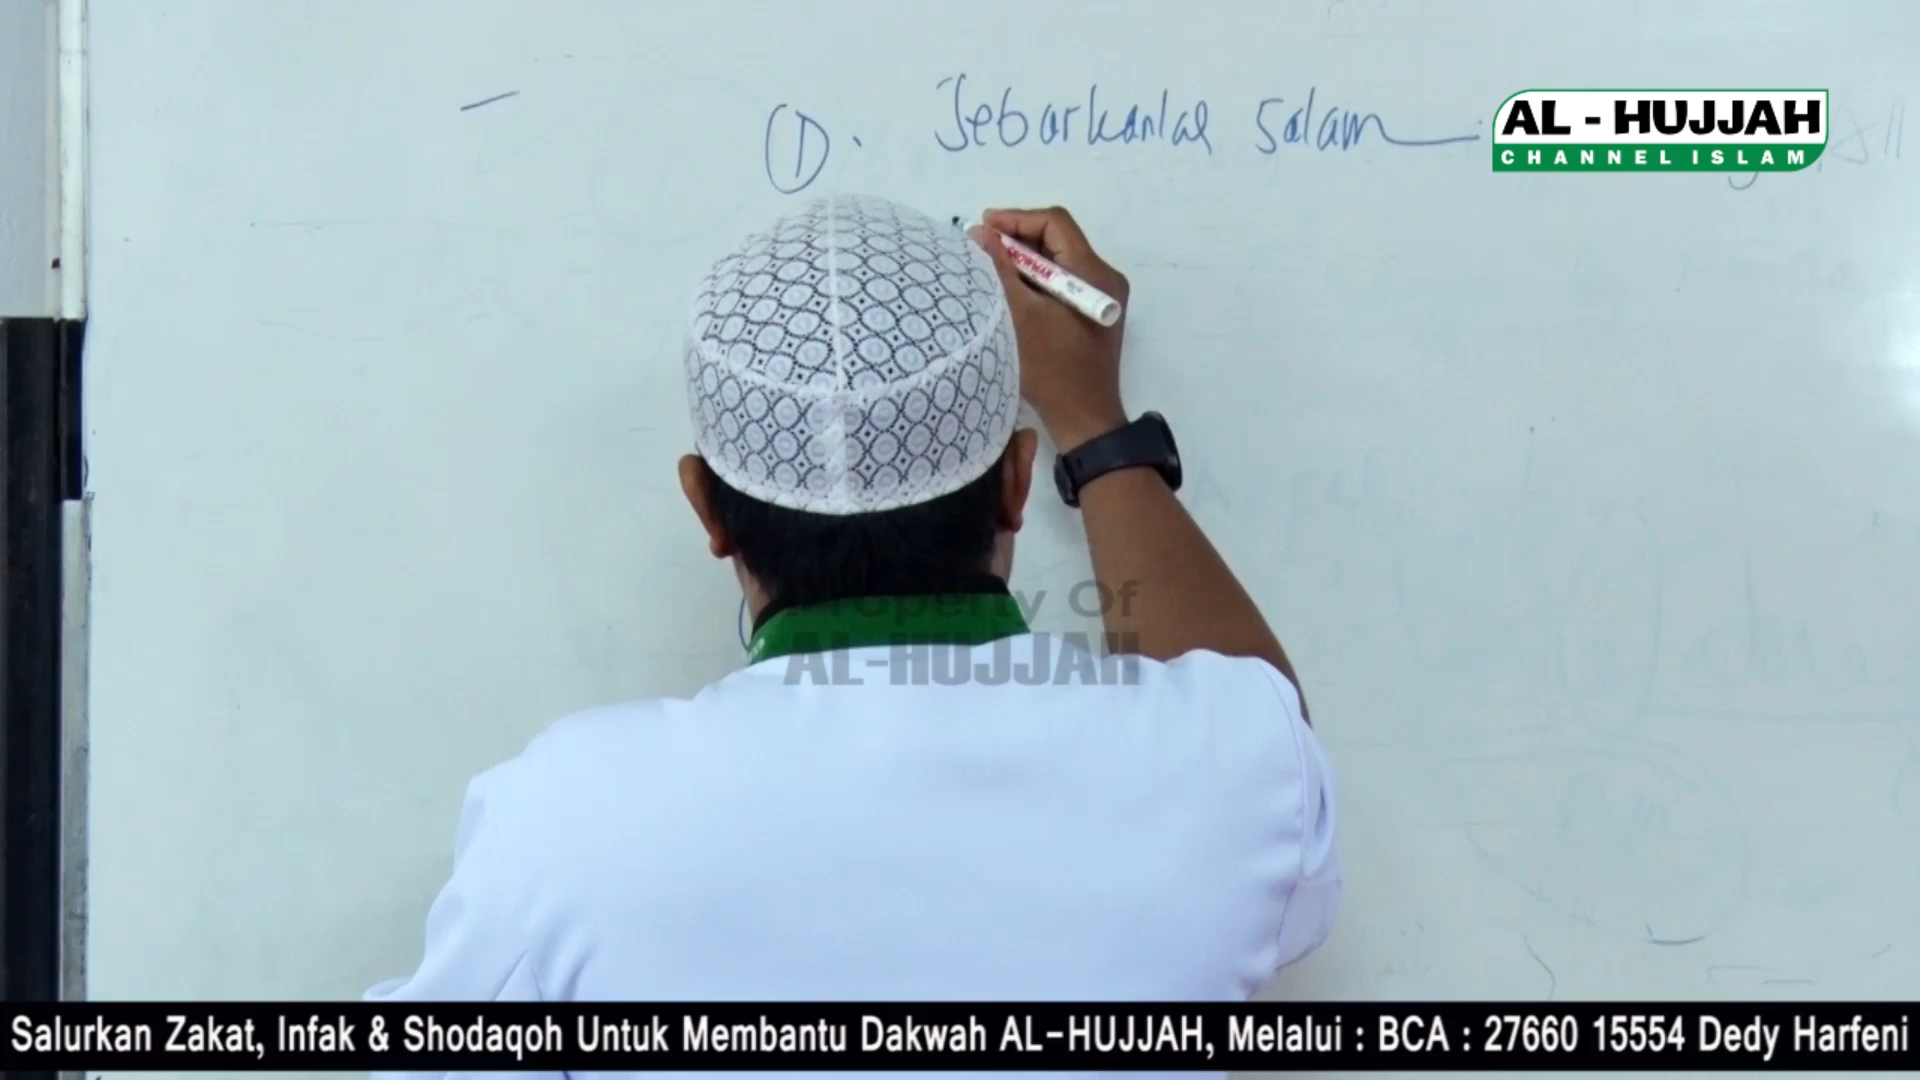 ①. Sebarkanlah Salam
AL - HUJJAH
CHANNEL ISLAM
SNOWMAN
Property Of
AL-HUJJAH
Salurkan Zakat, Infak & Shodaqoh Untuk Membantu Dakwah AL-HUJJAH, Melalui : BCA : 27660 15554 Dedy Harfeni